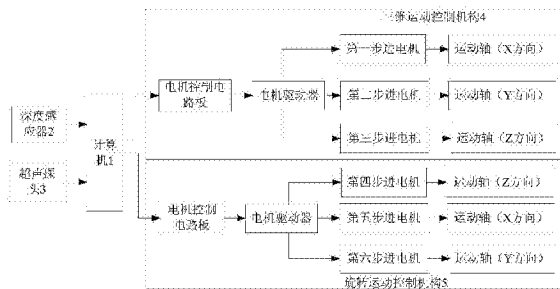 三维运动控制机构4
第一步进电机
运动轴（X方向）
电机控制电
路板
电机驱动器
第二步进电机
运动轴（Y方向）
深度感
应器2
计算
机1
第三步进电机
运动轴（Z方向）
超声探
头3
第四步进电机
运动轴（Z方向）
电机控制
电路板
电机驱动器
第五步进电机
运动轴（X方向）
第六步进电机
运动轴（Y方向）
旋转运动控制机构5